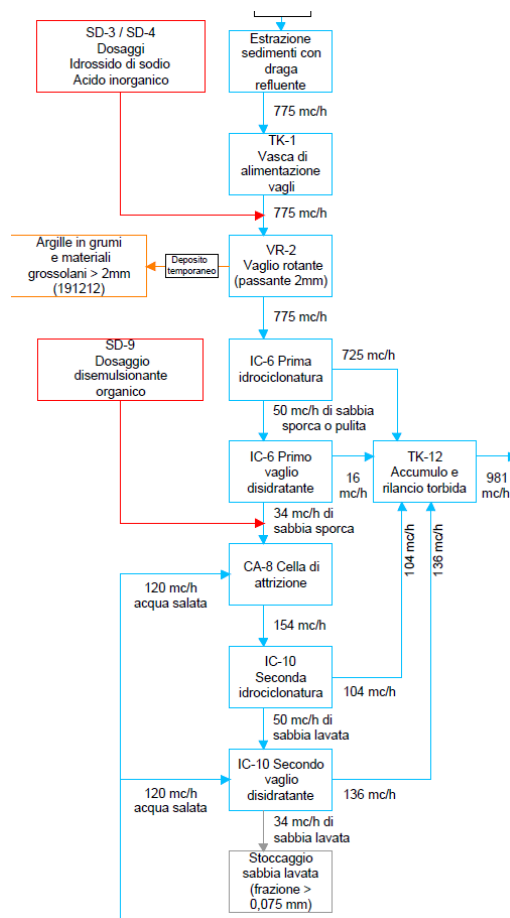 SD-3 / SD-4
Dosaggi
Idrossido di sodio
Acido inorganico
Estrazione
sedimenti con
draga
refluente
775 mc/h
TK-1
Vasca di
alimentazione
vagli
775 mc/h
Argille in grumi
e materiali
grossolani > 2mm
(191212)
Deposito
temporaneo
VR-2
Vaglio rotante
(passante 2mm)
775 mc/h
SD-9
Dosaggio
disemulsionante
organico
IC-6 Prima
idrociclonatura
725 mc/h
50 mc/h di sabbia
sporca o pulita
IC-6 Primo
vaglio
disidratante
16
mc/h
TK-12
Accumulo e
rilancio torbida
981
mc/h
34 mc/h di
sabbia sporca
104 mc/h
136 mc/h
CA-8 Cella di
attrizione
120 mc/h
acqua salata
154 mc/h
IC-10
Seconda
idrociclonatura
104 mc/h
50 mc/h di
sabbia lavata
IC-10 Secondo
vaglio
disidratante
120 mc/h
acqua salata
136 mc/h
34 mc/h di
sabbia lavata
Stoccaggio
sabbia lavata
(frazione >
0,075 mm)